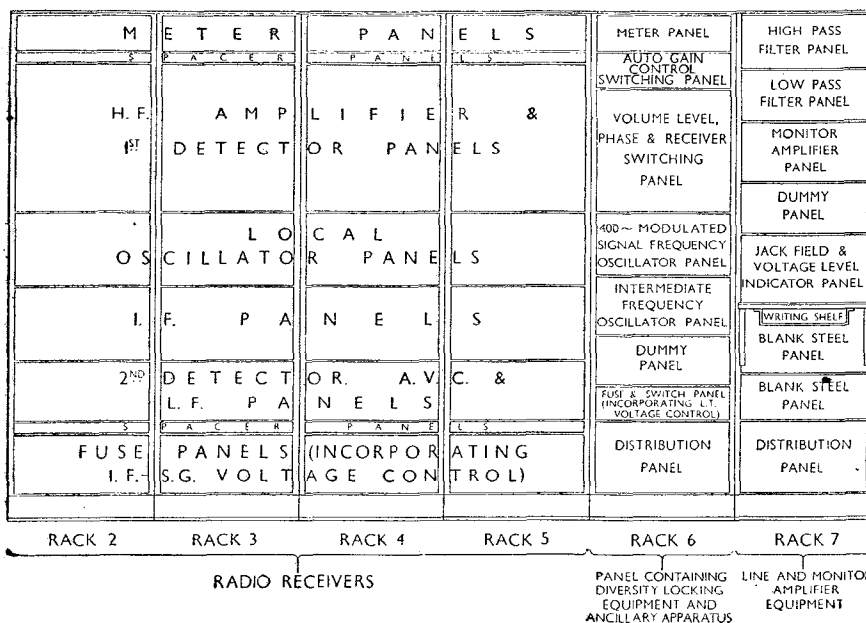 METER PANELS
SPACER PANELS
H.F. AMPLIFIER &
1ST DETECTOR PANELS
LOCAL
OSCILLATOR PANELS
I.F. PANELS
2ND DETECTOR. A.V.C. &
L.F. PANELS
SPACER PANELS
FUSE PANELS (INCORPORATING
I.F.-S.G. VOLTAGE CONTROL)
METER PANEL
AUTO GAIN
CONTROL
SWITCHING PANEL
VOLUME LEVEL,
PHASE & RECEIVER
SWITCHING
PANEL
400~ MODULATED
SIGNAL FREQUENCY
OSCILLATOR PANEL
INTERMEDIATE
FREQUENCY
OSCILLATOR PANEL
DUMMY
PANEL
FUSE & SWITCH PANEL
(INCORPORATING L.T.
VOLTAGE CONTROL)
DISTRIBUTION
PANEL
HIGH PASS
FILTER PANEL
LOW PASS
FILTER PANEL
MONITOR
AMPLIFIER
PANEL
DUMMY
PANEL
JACK FIELD &
VOLTAGE LEVEL
INDICATOR PANEL
WRITING SHELF
BLANK STEEL
PANEL
BLANK STEEL
PANEL
DISTRIBUTION
PANEL
RACK 2 RACK 3 RACK 4 RACK 5 RACK 6 RACK 7
RADIO RECEIVERS
PANEL CONTAINING
DIVERSITY LOCKING
EQUIPMENT AND
ANCILLARY APPARATUS
LINE AND MONITO
AMPLIFIER
EQUIPMENT